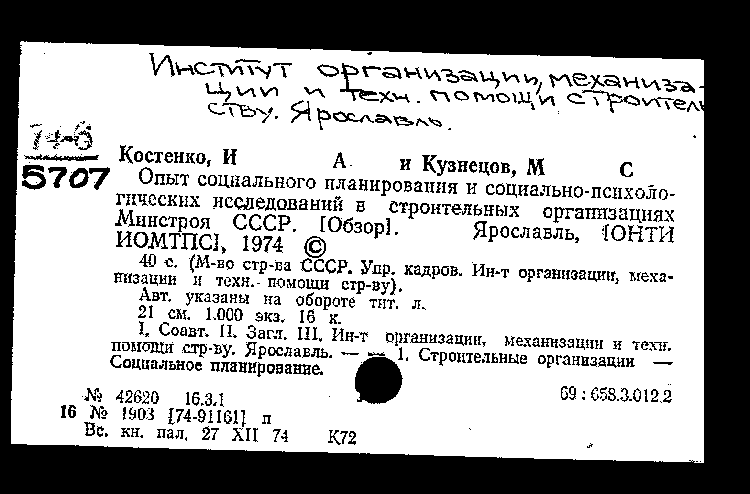 Институт организации, механиза-
ции и техн. помощи строитель
ству. Ярославль.
74-6
5707
Костенко, И А. и Кузнецов, М С
Опыт социального планирования и социально-психоло-
гических исследований в строительных организациях
Минстроя СССР. [Обзор]. Ярославль, [ОНТИ
ИОМТПС], 1974 ©
40 с. (М-во стр-ва СССР. Упр. кадров. Ин-т организации, меха-
низации и техн. помощи стр-ву).
Авт. указаны на обороте тит. л.
21 см. 1.000 экз. 16 к.
I. Соавт. II. Загл. III. Ин-т организации, механизации и техн.
помощи стр-ву. Ярославль. — — 1. Строительные организации —
Социальное планирование.
№ 42620 16.3.1 69 : 658.3.012.2
16 № 1903 [74-91161] п
Вс. кн. пал. 27 XII 74 К72